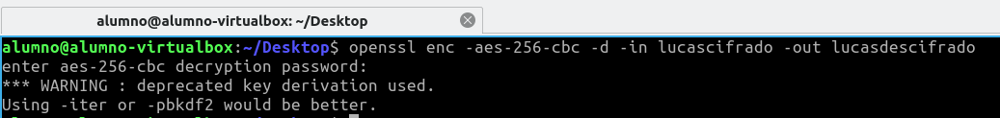 alumno@alumno-virtualbox: ~/Desktop
alumno@alumno-virtualbox:~/Desktop$ openssl enc -aes-256-cbc -d -in lucascifrado -out lucasdescifrado
enter aes-256-cbc decryption password:
*** WARNING : deprecated key derivation used.
Using -iter or -pbkdf2 would be better.